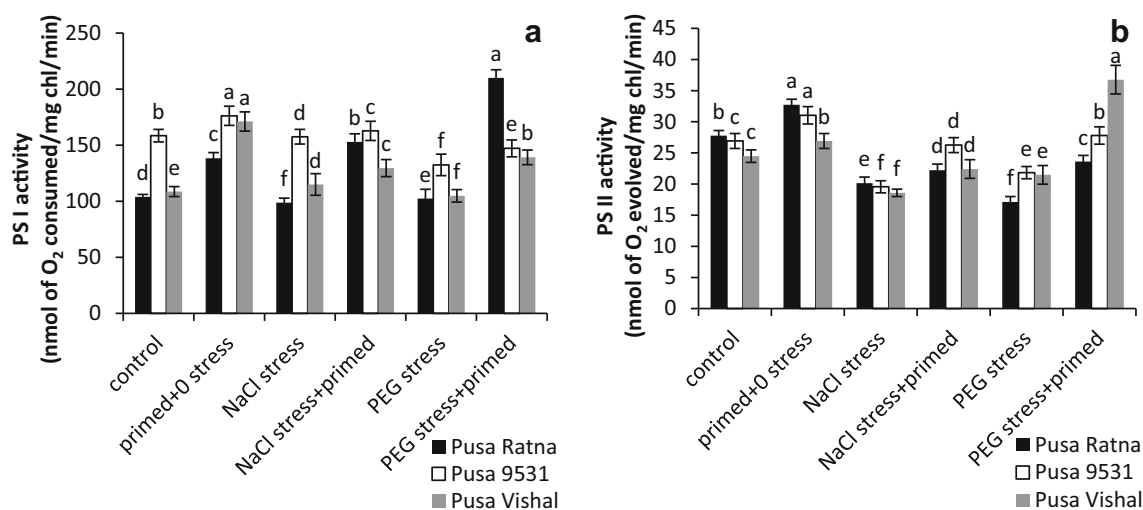 a
PS I activity
(nmol of O₂ consumed/mg chl/min)
250
200
150
100
50
0
d b e
c a a
f e d
b c c
e f f
a e b
control
primed+0 stress
NaCl stress
NaCl stress+primed
PEG stress
PEG stress+primed
Pusa Ratna
Pusa 9531
Pusa Vishal
b
PS II activity
(nmol of O₂ evolved/mg chl/min)
45
40
35
30
25
20
15
10
5
0
b c c
a a b
e f f
d d d
f e e
c b a
control
primed+0 stress
NaCl stress
NaCl stress+primed
PEG stress
PEG stress+primed
Pusa Ratna
Pusa 9531
Pusa Vishal